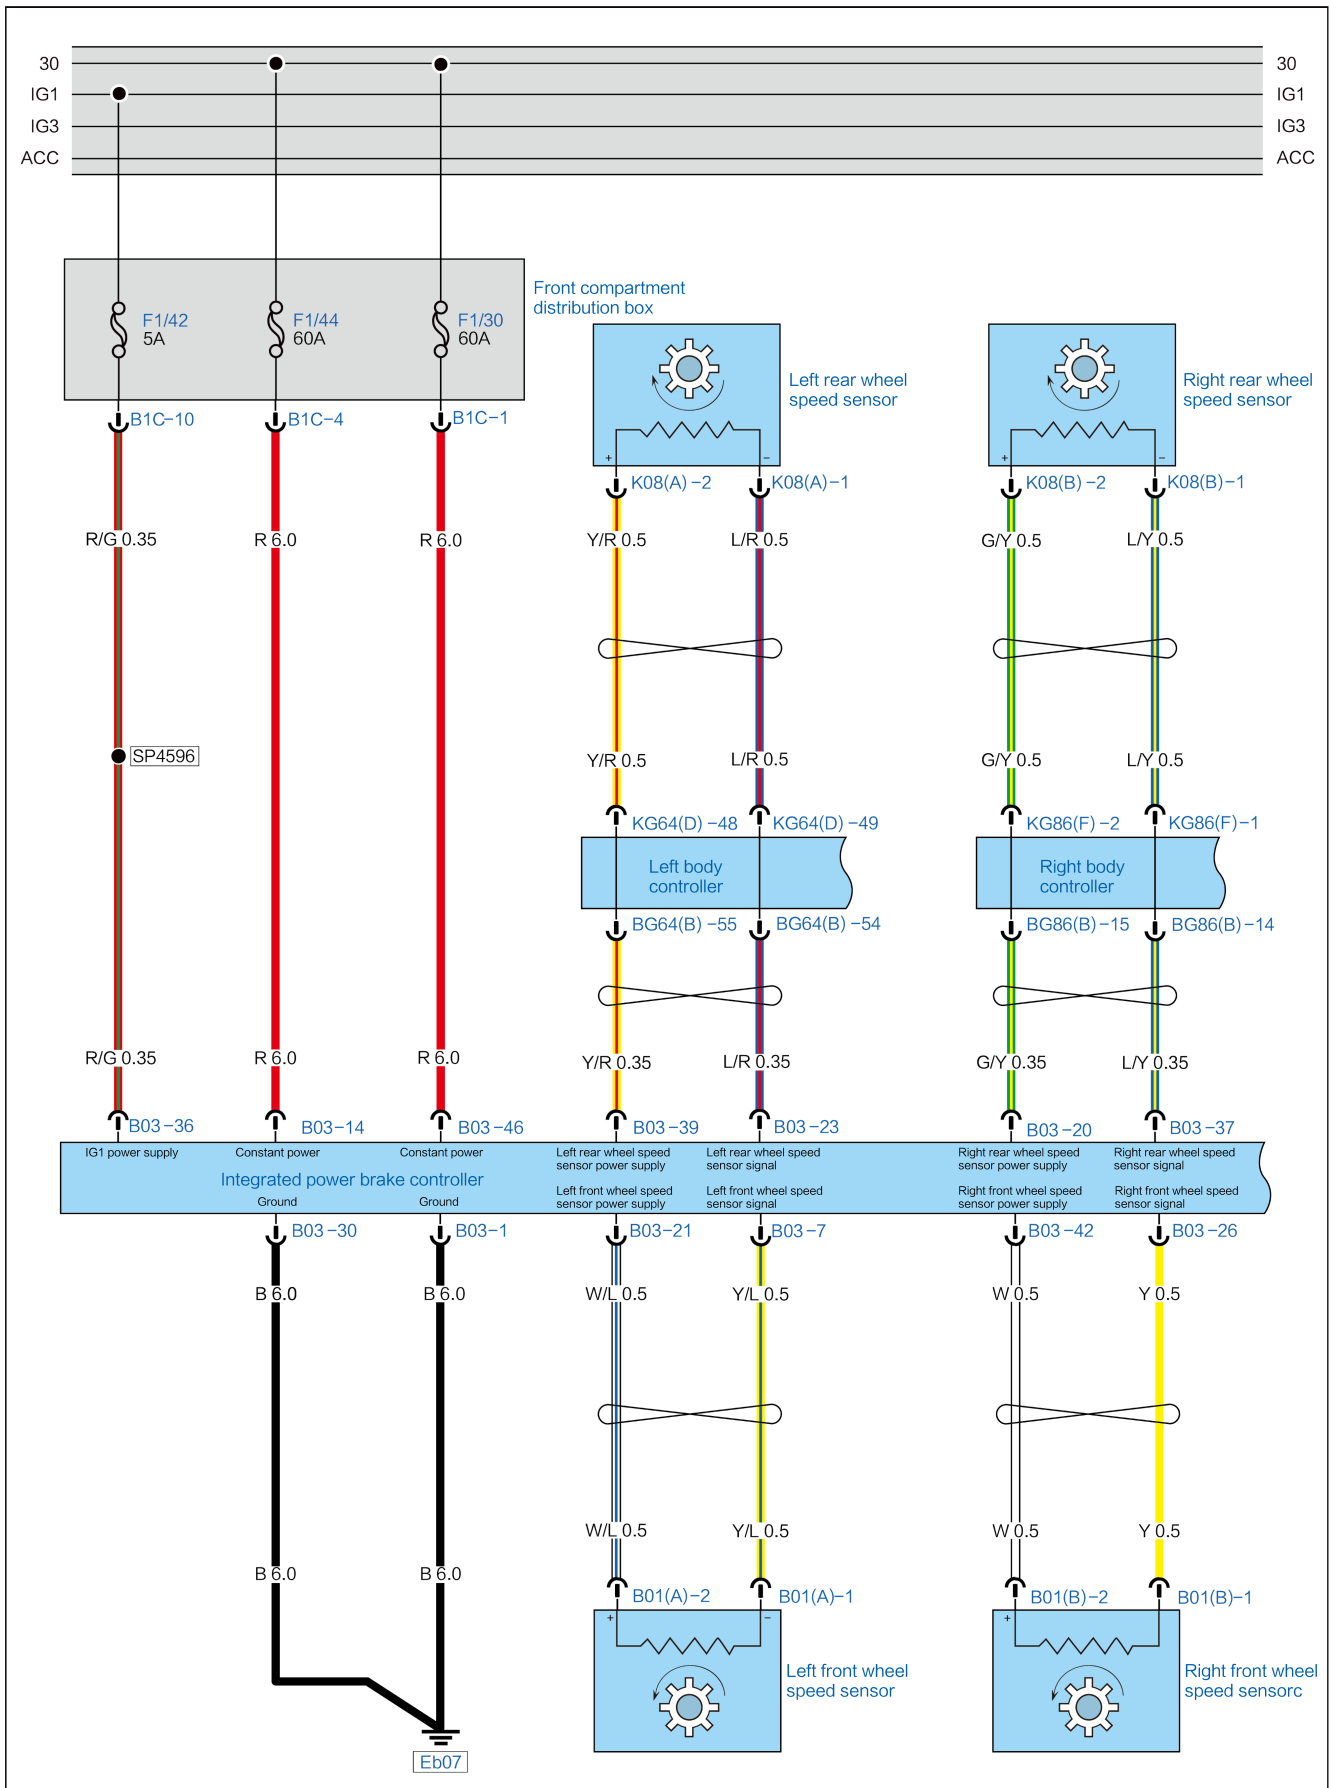 30 30
IG1 IG1
IG3 IG3
ACC ACC
Front compartment
distribution box
F1/42 F1/44 F1/30
5A 60A 60A
Left rear wheel
speed sensor
Right rear wheel
speed sensor
B1C-10 B1C-4 B1C-1
+ − + −
K08(A)-2 K08(A)-1 K08(B)-2 K08(B)-1
R/G 0.35 R 6.0 R 6.0 Y/R 0.5 L/R 0.5 G/Y 0.5 L/Y 0.5
SP4596
Y/R 0.5 L/R 0.5 G/Y 0.5 L/Y 0.5
KG64(D)-48 KG64(D)-49 KG86(F)-2 KG86(F)-1
Left body
controller
Right body
controller
BG64(B)-55 BG64(B)-54 BG86(B)-15 BG86(B)-14
R/G 0.35 R 6.0 R 6.0 Y/R 0.35 L/R 0.35 G/Y 0.35 L/Y 0.35
B03-36 B03-14 B03-46 B03-39 B03-23 B03-20 B03-37
IG1 power supply
Constant power
Constant power
Left rear wheel speed
sensor power supply
Left rear wheel speed
sensor signal
Right rear wheel speed
sensor power supply
Right rear wheel speed
sensor signal
Integrated power brake controller
Ground
Ground
Left front wheel speed
sensor power supply
Left front wheel speed
sensor signal
Right front wheel speed
sensor power supply
Right front wheel speed
sensor signal
B03-30 B03-1 B03-21 B03-7 B03-42 B03-26
B 6.0 B 6.0 W/L 0.5 Y/L 0.5 W 0.5 Y 0.5
W/L 0.5 Y/L 0.5 W 0.5 Y 0.5
B 6.0 B 6.0
B01(A)-2 B01(A)-1 B01(B)-2 B01(B)-1
+ − +
Left front wheel
speed sensor
Right front wheel
speed sensorc
Eb07